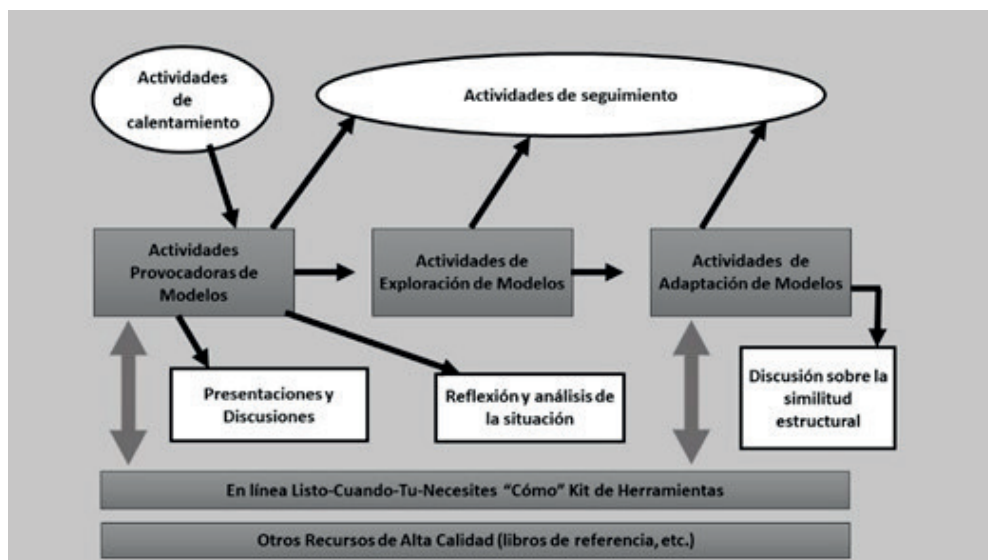 Actividades
de
calentamiento
Actividades de seguimiento
Actividades
Provocadoras de
Modelos
Actividades de
Exploración de Modelos
Actividades de
Adaptación de Modelos
Presentaciones y
Discusiones
Reflexión y análisis de
la situación
Discusión sobre la
similitud
estructural
En línea Listo-Cuando-Tu-Necesites “Cómo” Kit de Herramientas
Otros Recursos de Alta Calidad (libros de referencia, etc.)